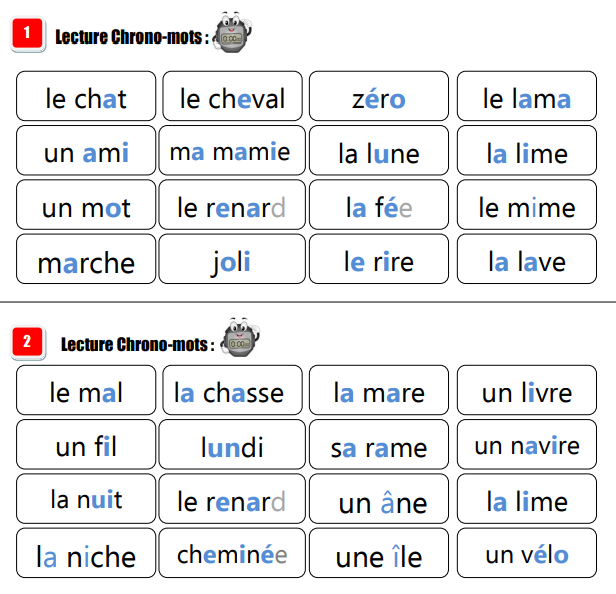 1 Lecture Chrono-mots :
le chat le cheval zéro le lama
un ami ma mamie la lune la lime
un mot le renard la fée le mime
marche joli le rire la lave
2 Lecture Chrono-mots :
le mal la chasse la mare un livre
un fil lundi sa rame un navire
la nuit le renard un âne la lime
la niche cheminée une île un vélo